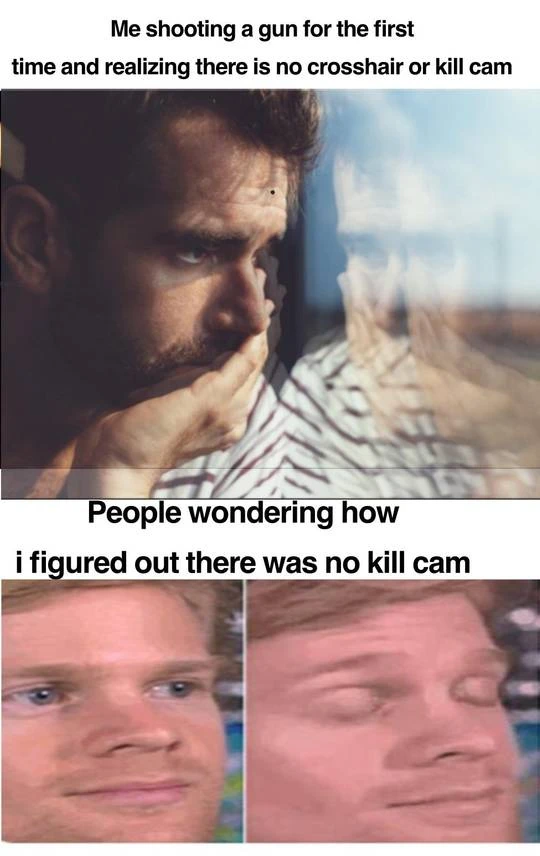 Me shooting a gun for the first
time and realizing there is no crosshair or kill cam
People wondering how
i figured out there was no kill cam